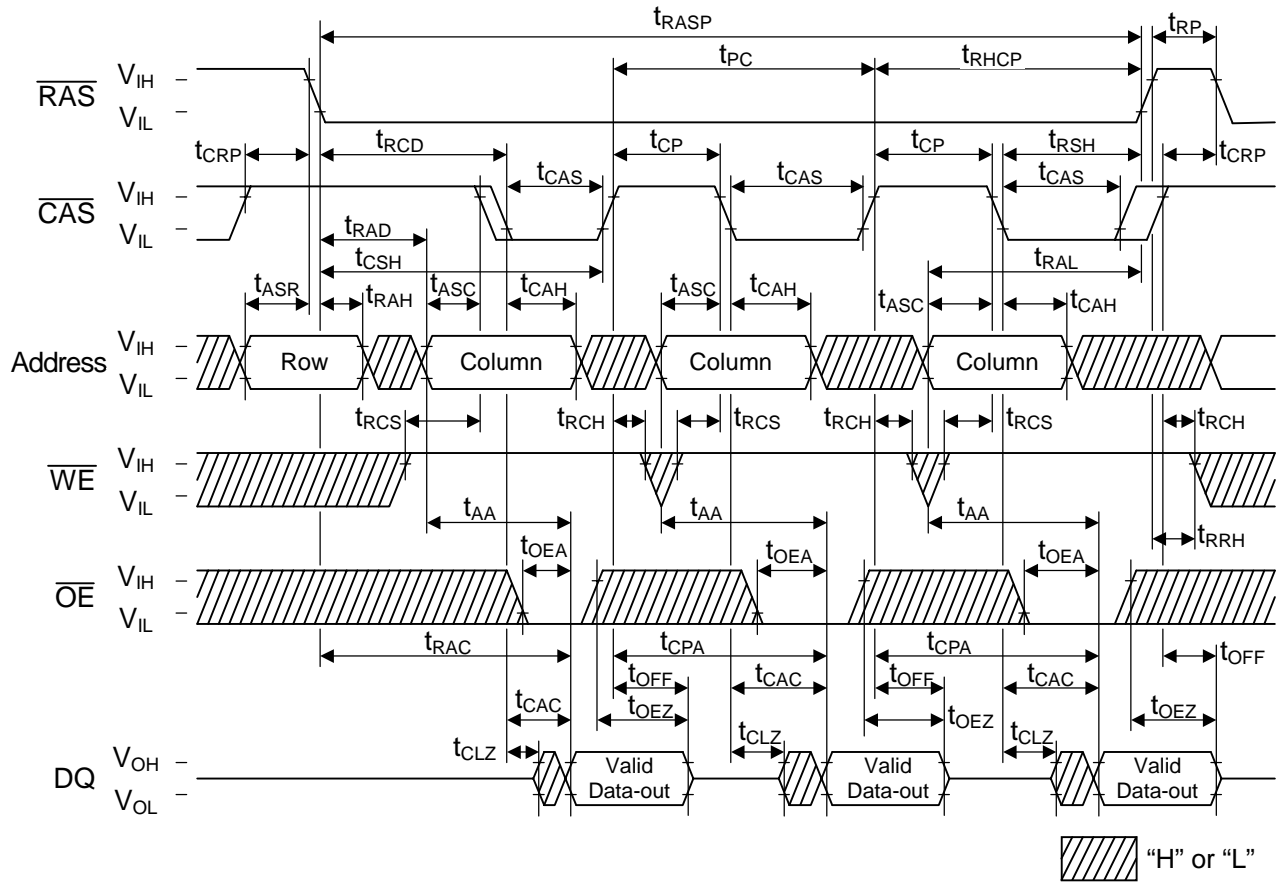 tRASP
tRP
tPC
tRHCP
RAS
VIH
VIL
tCRP
tRCD
tCP
tCP
tRSH
tCRP
tCAS
tCAS
tCAS
CAS
VIH
VIL
tRAD
tCSH
tRAL
tASR
tRAH
tASC
tCAH
tASC
tCAH
tASC
tCAH
Address
VIH
VIL
Row
Column
Column
Column
tRCS
tRCH
tRCS
tRCH
tRCS
tRCH
WE
VIH
VIL
tAA
tAA
tAA
tRRH
tOEA
tOEA
tOEA
OE
VIH
VIL
tRAC
tCPA
tCPA
tOFF
tCAC
tOFF
tCAC
tOFF
tCAC
tOEZ
tOEZ
tOEZ
tCLZ
tCLZ
tCLZ
DQ
VOH
VOL
Valid
Data-out
Valid
Data-out
Valid
Data-out
“H” or “L”